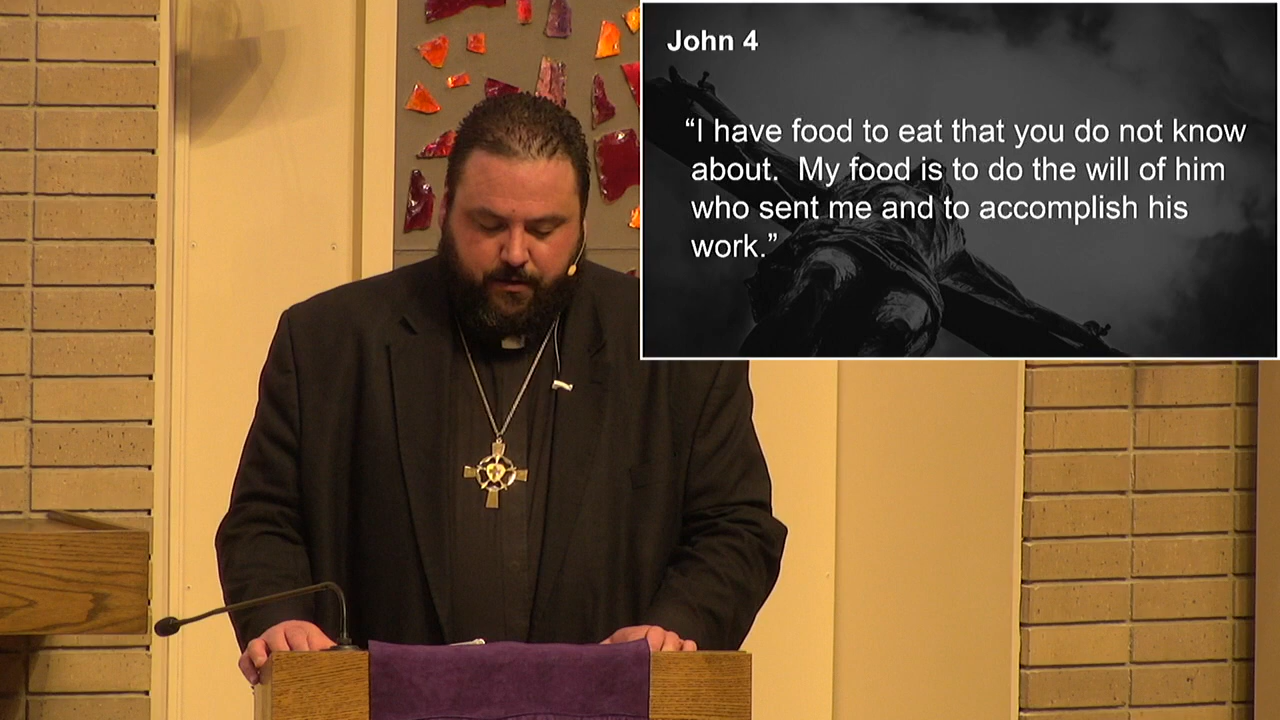 John 4
“I have food to eat that you do not know
about.  My food is to do the will of him
who sent me and to accomplish his
work.”